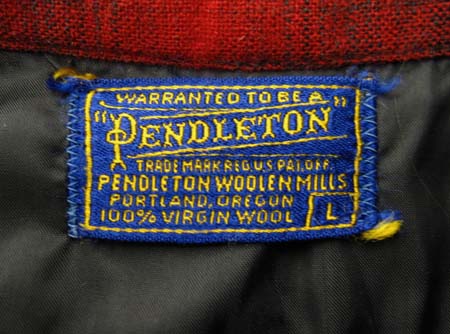 WARRANTED TO BE A
"PENDLETON"
TRADE MARK REG. U.S. PAT. OFF.
PENDLETON WOOLEN MILLS
PORTLAND, OREGON
100% VIRGIN WOOL L